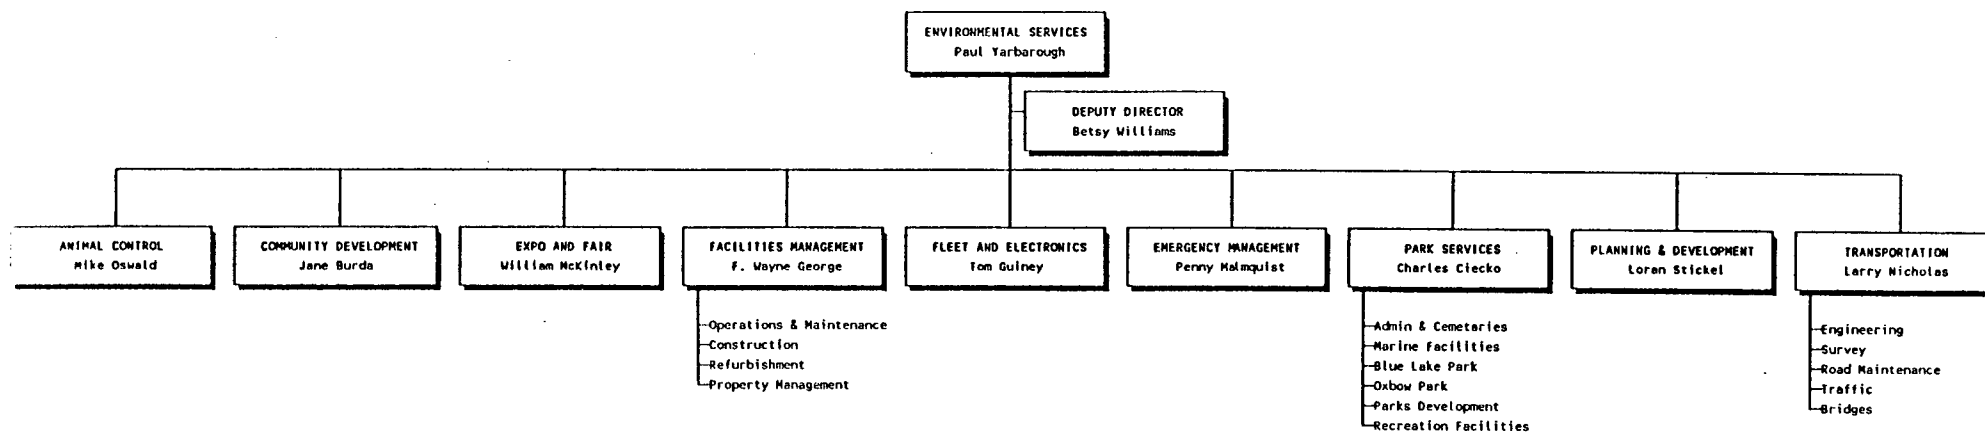 ENVIRONMENTAL SERVICES
Paul Yarbarough
DEPUTY DIRECTOR
Betsy Williams
ANIMAL CONTROL
Mike Oswald
COMMUNITY DEVELOPMENT
Jane Burda
EXPO AND FAIR
William McKinley
FACILITIES MANAGEMENT
F. Wayne George
FLEET AND ELECTRONICS
Tom Guiney
EMERGENCY MANAGEMENT
Penny Malmquist
PARK SERVICES
Charles Ciecko
PLANNING & DEVELOPMENT
Loran Stickel
TRANSPORTATION
Larry Nicholas
Operations & Maintenance
Construction
Refurbishment
Property Management
Admin & Cemetaries
Marine Facilities
Blue Lake Park
Oxbow Park
Parks Development
Recreation Facilities
Engineering
Survey
Road Maintenance
Traffic
Bridges